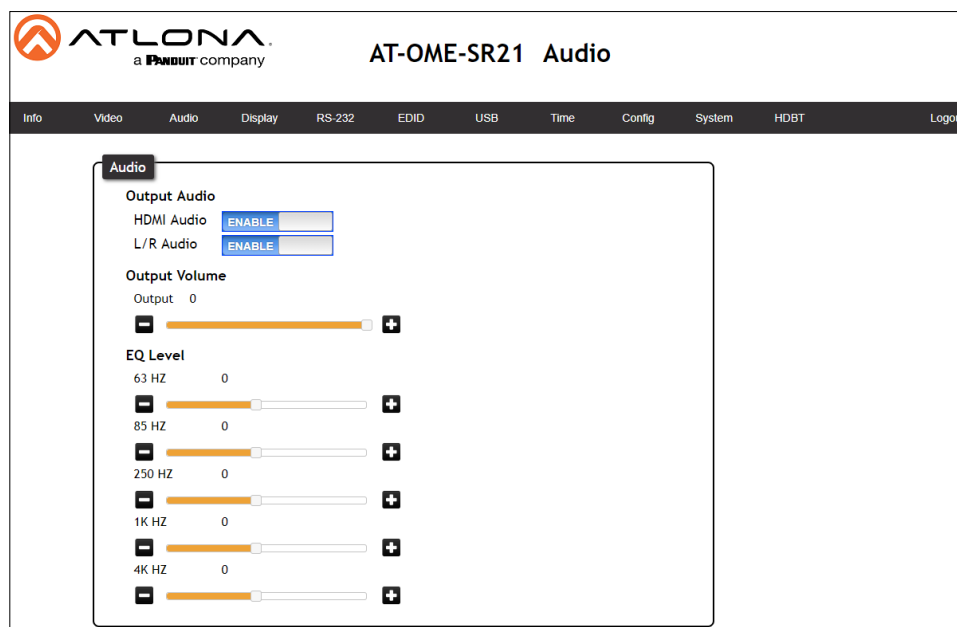 ATLONA.
a PANDUIT company
AT-OME-SR21 Audio
Info Video Audio Display RS-232 EDID USB Time Config System HDBT Logou
Audio
Output Audio
HDMI Audio ENABLE
L/R Audio ENABLE
Output Volume
Output 0
EQ Level
63 HZ 0
85 HZ 0
250 HZ 0
1K HZ 0
4K HZ 0